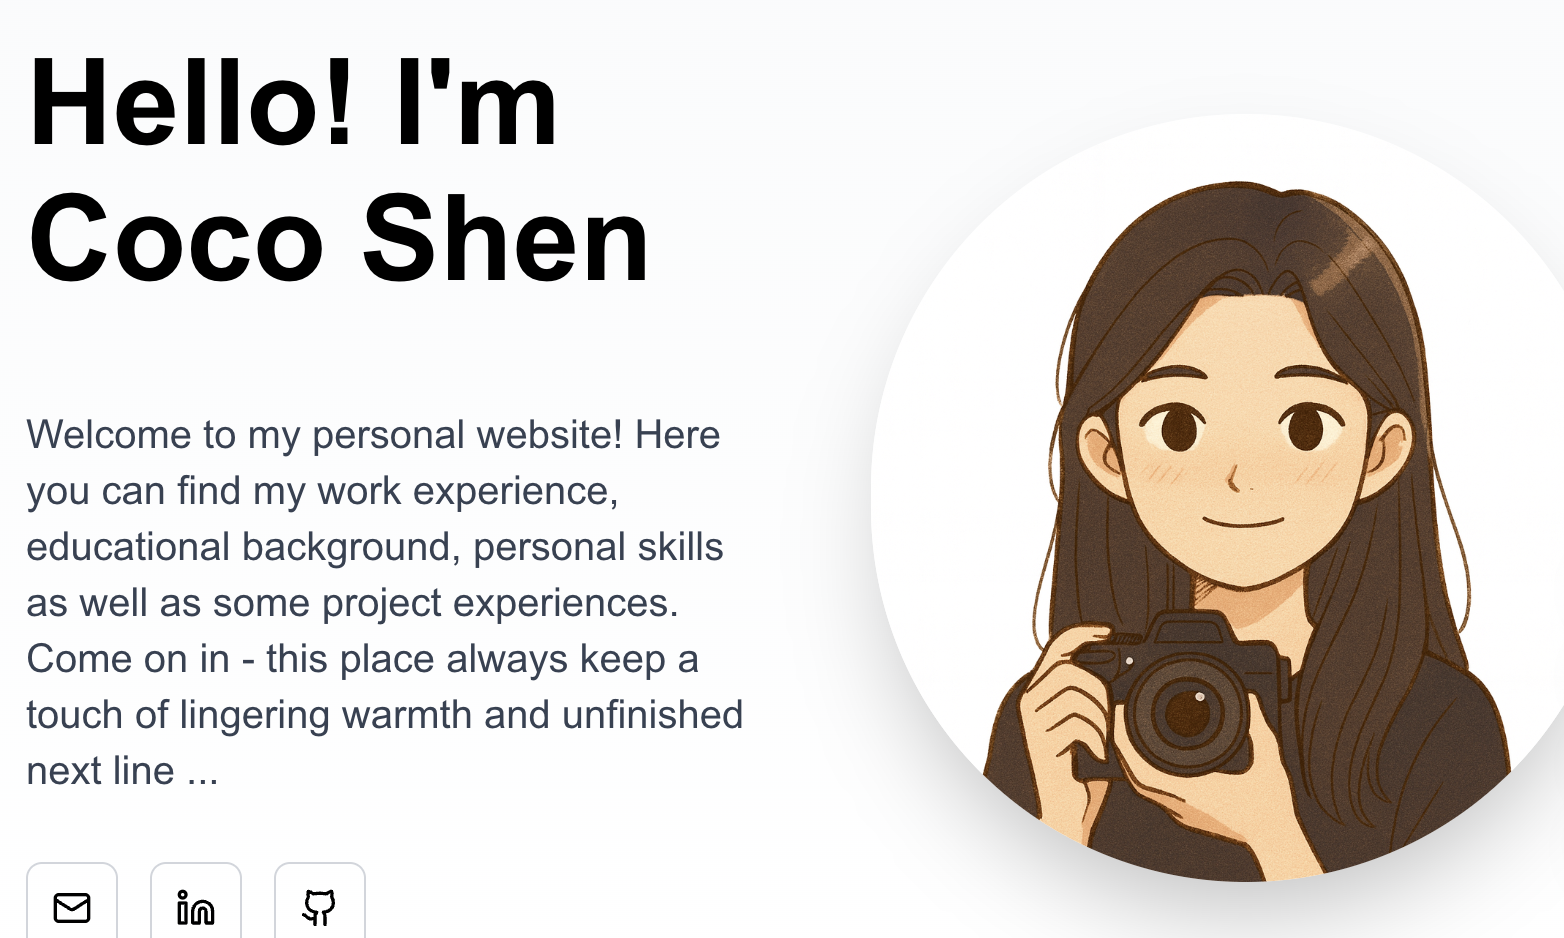 Hello! I'm
Coco Shen
Welcome to my personal website! Here
you can find my work experience,
educational background, personal skills
as well as some project experiences.
Come on in - this place always keep a
touch of lingering warmth and unfinished
next line ...